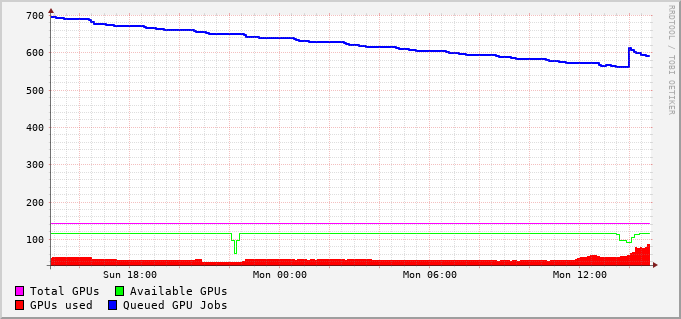 700
600
500
400
300
200
100
Sun 18:00 Mon 00:00 Mon 06:00 Mon 12:00
Total GPUs Available GPUs
GPUs used Queued GPU Jobs
RRDTOOL / TOBI OETIKER